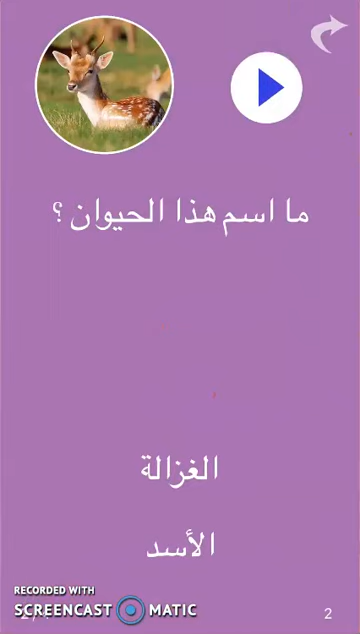 ما اسم هذا الحيوان ؟
الغزالة
الأسد
RECORDED WITH
SCREENCAST MATIC
2